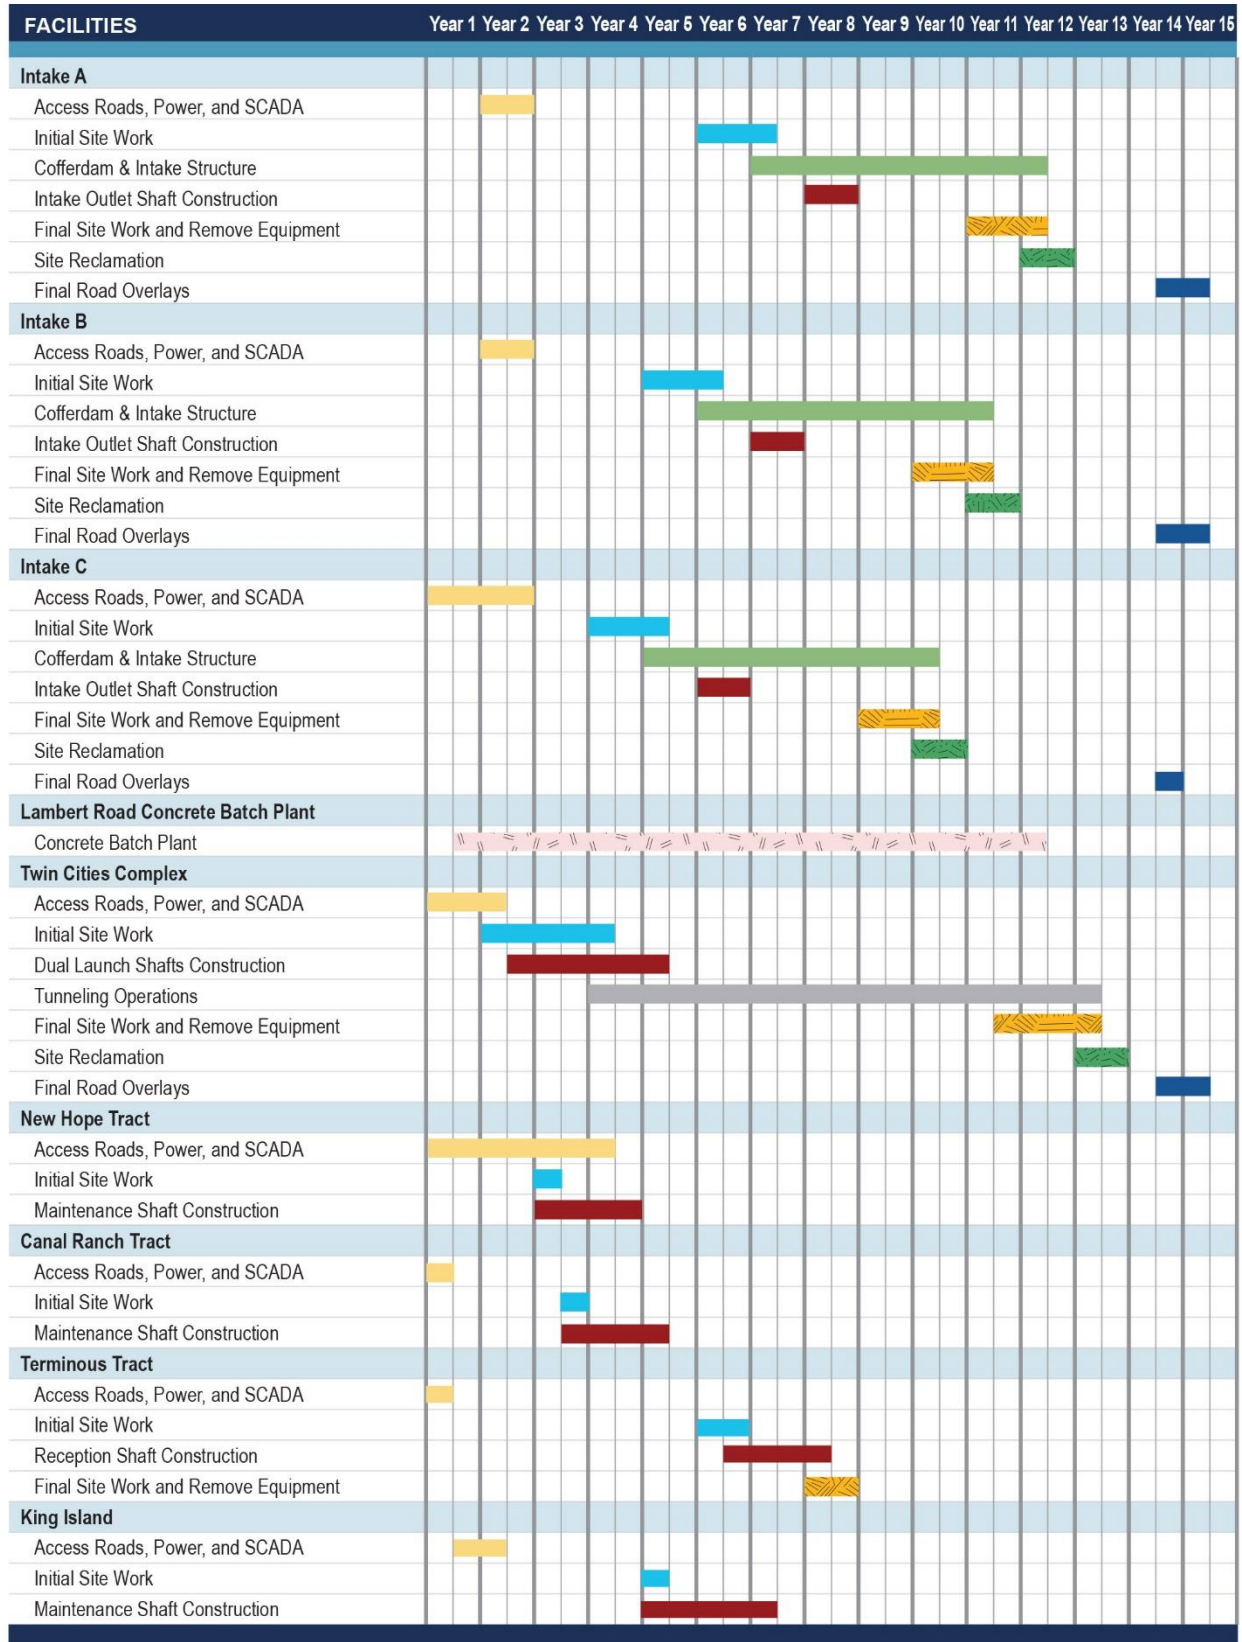 FACILITIES Year 1 Year 2 Year 3 Year 4 Year 5 Year 6 Year 7 Year 8 Year 9 Year 10 Year 11 Year 12 Year 13 Year 14 Year 15
Intake A
Access Roads, Power, and SCADA
Initial Site Work
Cofferdam & Intake Structure
Intake Outlet Shaft Construction
Final Site Work and Remove Equipment
Site Reclamation
Final Road Overlays
Intake B
Access Roads, Power, and SCADA
Initial Site Work
Cofferdam & Intake Structure
Intake Outlet Shaft Construction
Final Site Work and Remove Equipment
Site Reclamation
Final Road Overlays
Intake C
Access Roads, Power, and SCADA
Initial Site Work
Cofferdam & Intake Structure
Intake Outlet Shaft Construction
Final Site Work and Remove Equipment
Site Reclamation
Final Road Overlays
Lambert Road Concrete Batch Plant
Concrete Batch Plant
Twin Cities Complex
Access Roads, Power, and SCADA
Initial Site Work
Dual Launch Shafts Construction
Tunneling Operations
Final Site Work and Remove Equipment
Site Reclamation
Final Road Overlays
New Hope Tract
Access Roads, Power, and SCADA
Initial Site Work
Maintenance Shaft Construction
Canal Ranch Tract
Access Roads, Power, and SCADA
Initial Site Work
Maintenance Shaft Construction
Terminous Tract
Access Roads, Power, and SCADA
Initial Site Work
Reception Shaft Construction
Final Site Work and Remove Equipment
King Island
Access Roads, Power, and SCADA
Initial Site Work
Maintenance Shaft Construction